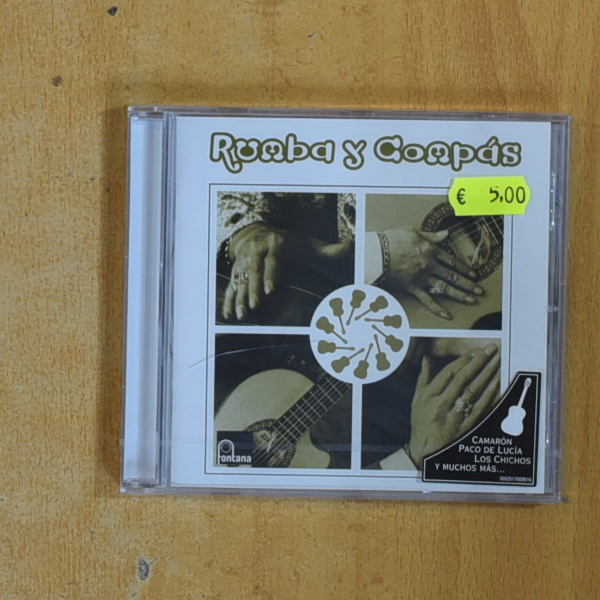 Rumba y Compás
€ 5,00
fontana
CAMARÓN
PACO DE LUCÍA
LOS CHICHOS
Y MUCHOS MÁS...